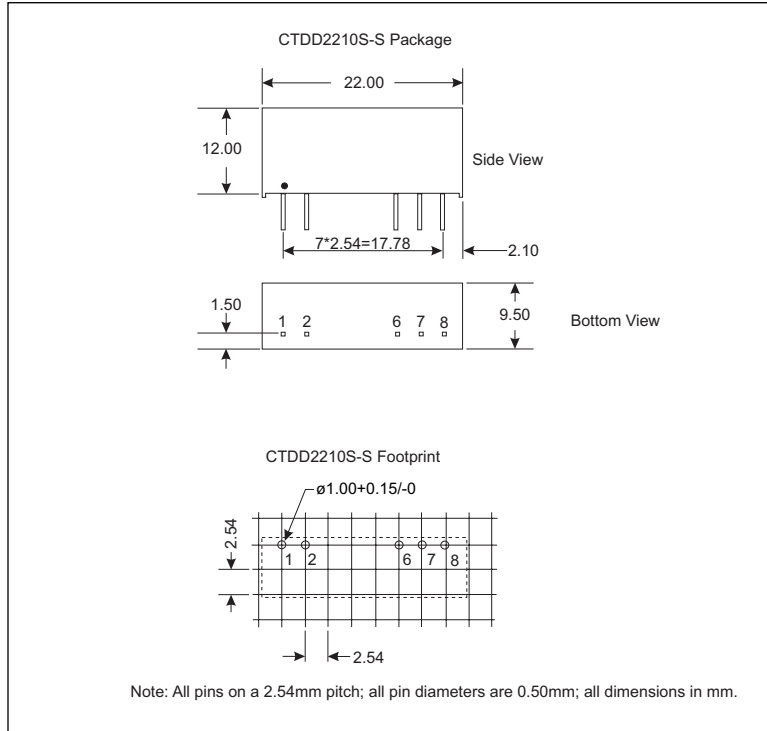 CTDD2210S-S Package
22.00
12.00
Side View
7*2.54=17.78
2.10
1.50
1 2 6 7 8
9.50
Bottom View
CTDD2210S-S Footprint
ø1.00+0.15/-0
2.54
1 2 6 7 8
2.54
Note: All pins on a 2.54mm pitch; all pin diameters are 0.50mm; all dimensions in mm.